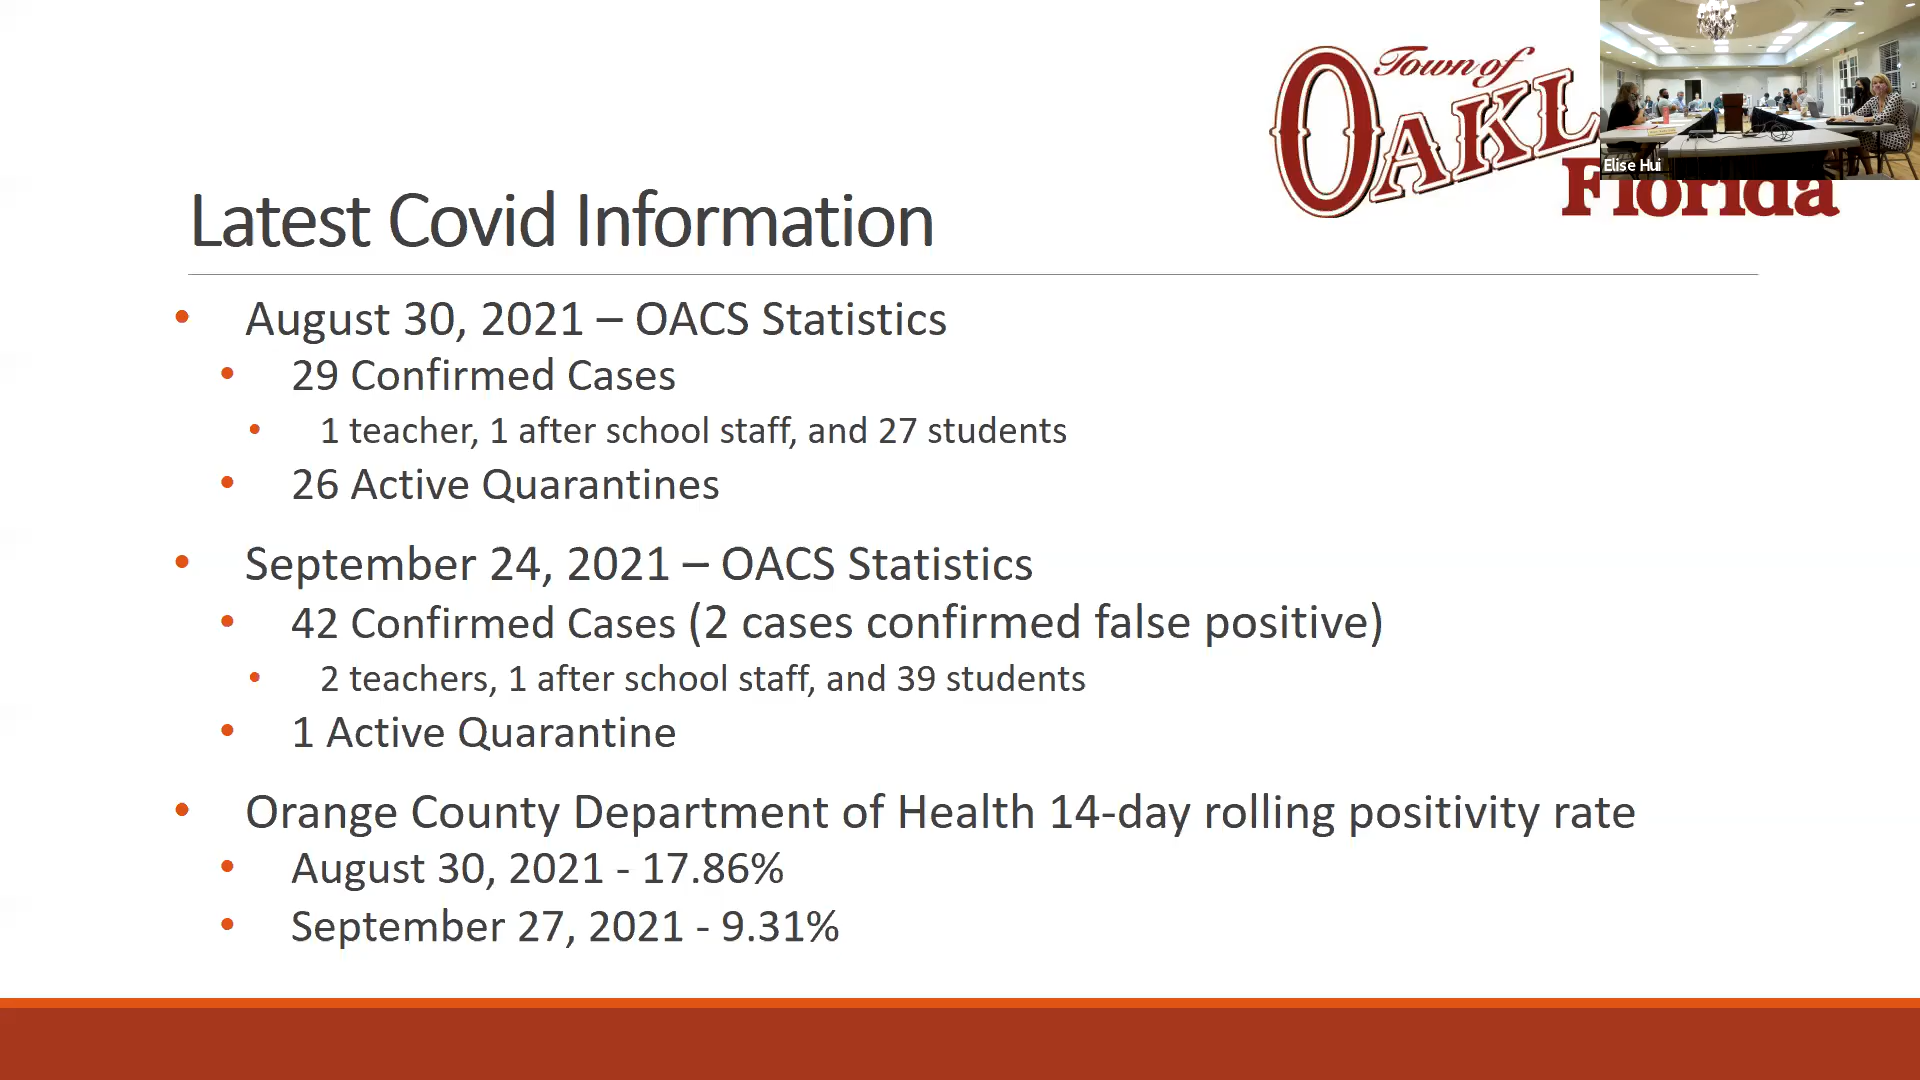 Town of
OAKL
Florida
Elise Hui
Latest Covid Information
• August 30, 2021 – OACS Statistics
• 29 Confirmed Cases
• 1 teacher, 1 after school staff, and 27 students
• 26 Active Quarantines
• September 24, 2021 – OACS Statistics
• 42 Confirmed Cases (2 cases confirmed false positive)
• 2 teachers, 1 after school staff, and 39 students
• 1 Active Quarantine
• Orange County Department of Health 14-day rolling positivity rate
• August 30, 2021 - 17.86%
• September 27, 2021 - 9.31%